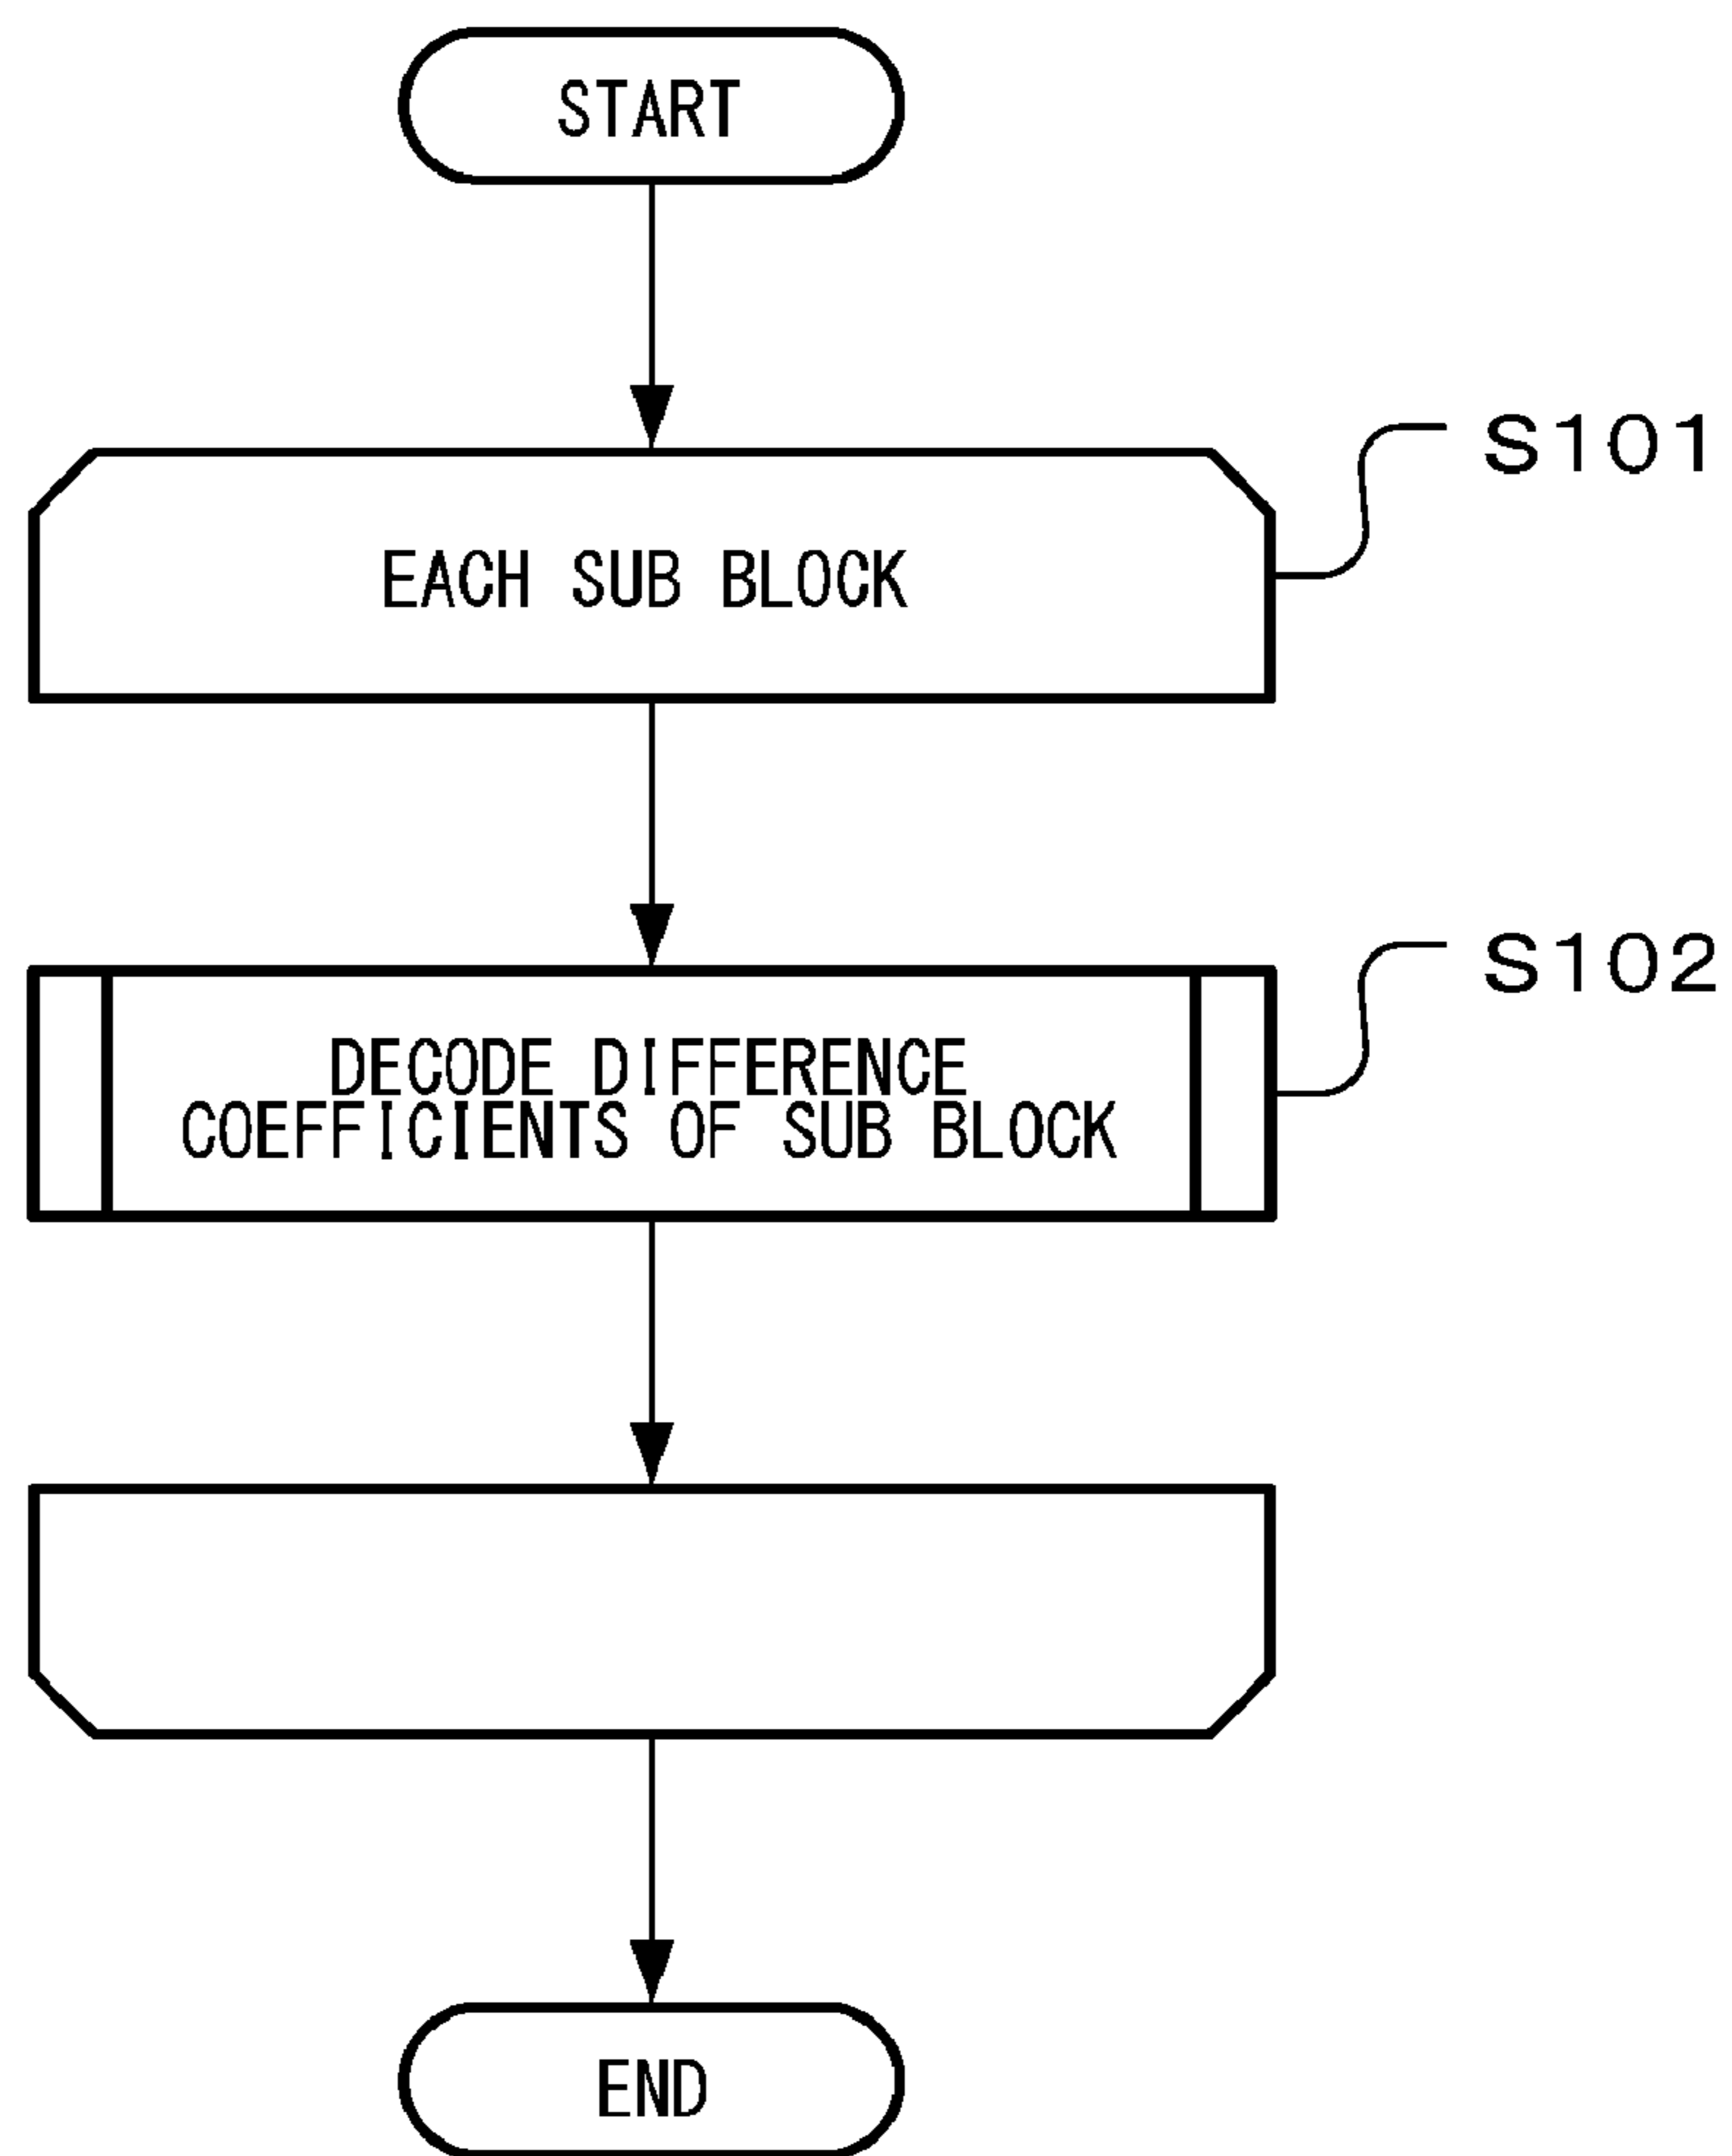 START
S101
EACH SUB BLOCK
S102
DECODE DIFFERENCE
COEFFICIENTS OF SUB BLOCK
END